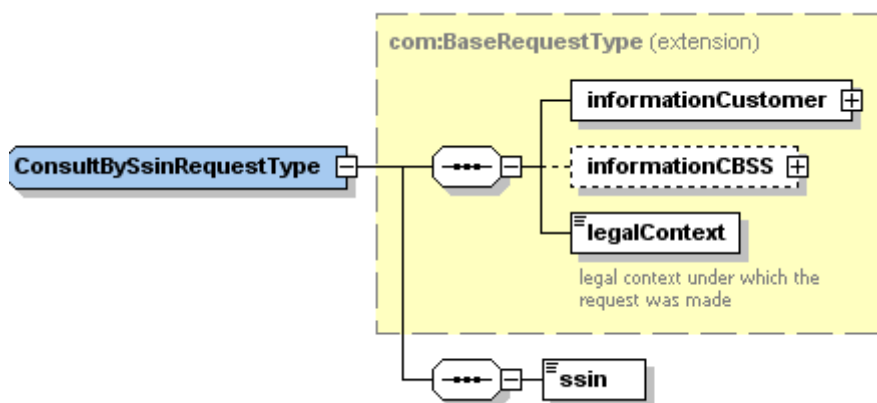 com:BaseRequestType (extension)
informationCustomer
ConsultBySsinRequestType
informationCBSS
legalContext
legal context under which the
request was made
ssin